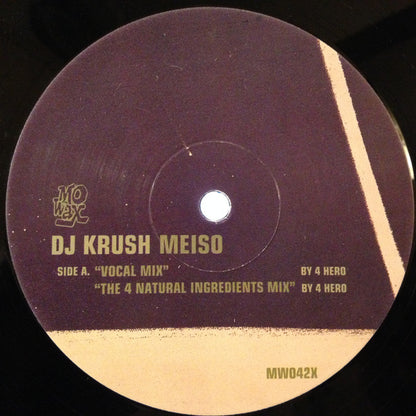 MO
WAX
DJ KRUSH MEISO
SIDE A. "VOCAL MIX" BY 4 HERO
"THE 4 NATURAL INGREDIENTS MIX" BY 4 HERO
MW042X